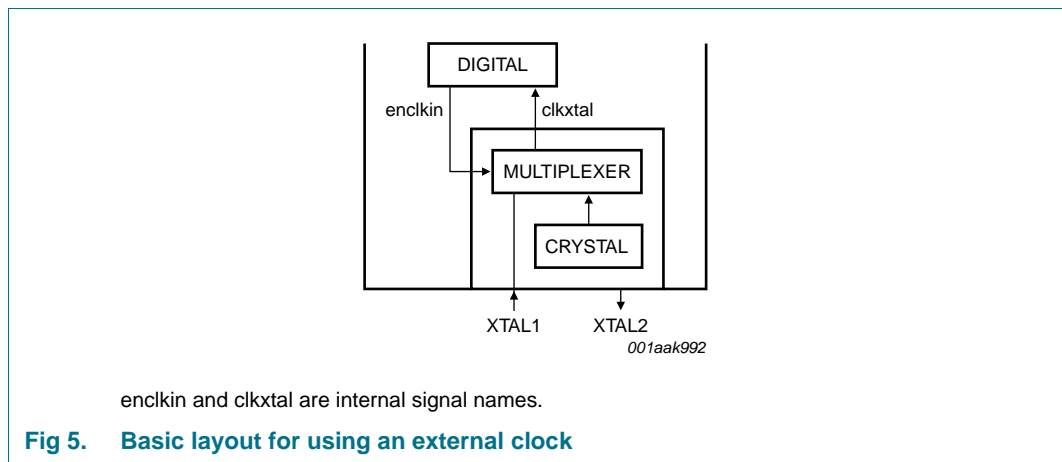 DIGITAL
enclkin clkxtal
MULTIPLEXER
CRYSTAL
XTAL1 XTAL2
001aak992
enclkin and clkxtal are internal signal names.
Fig 5. Basic layout for using an external clock